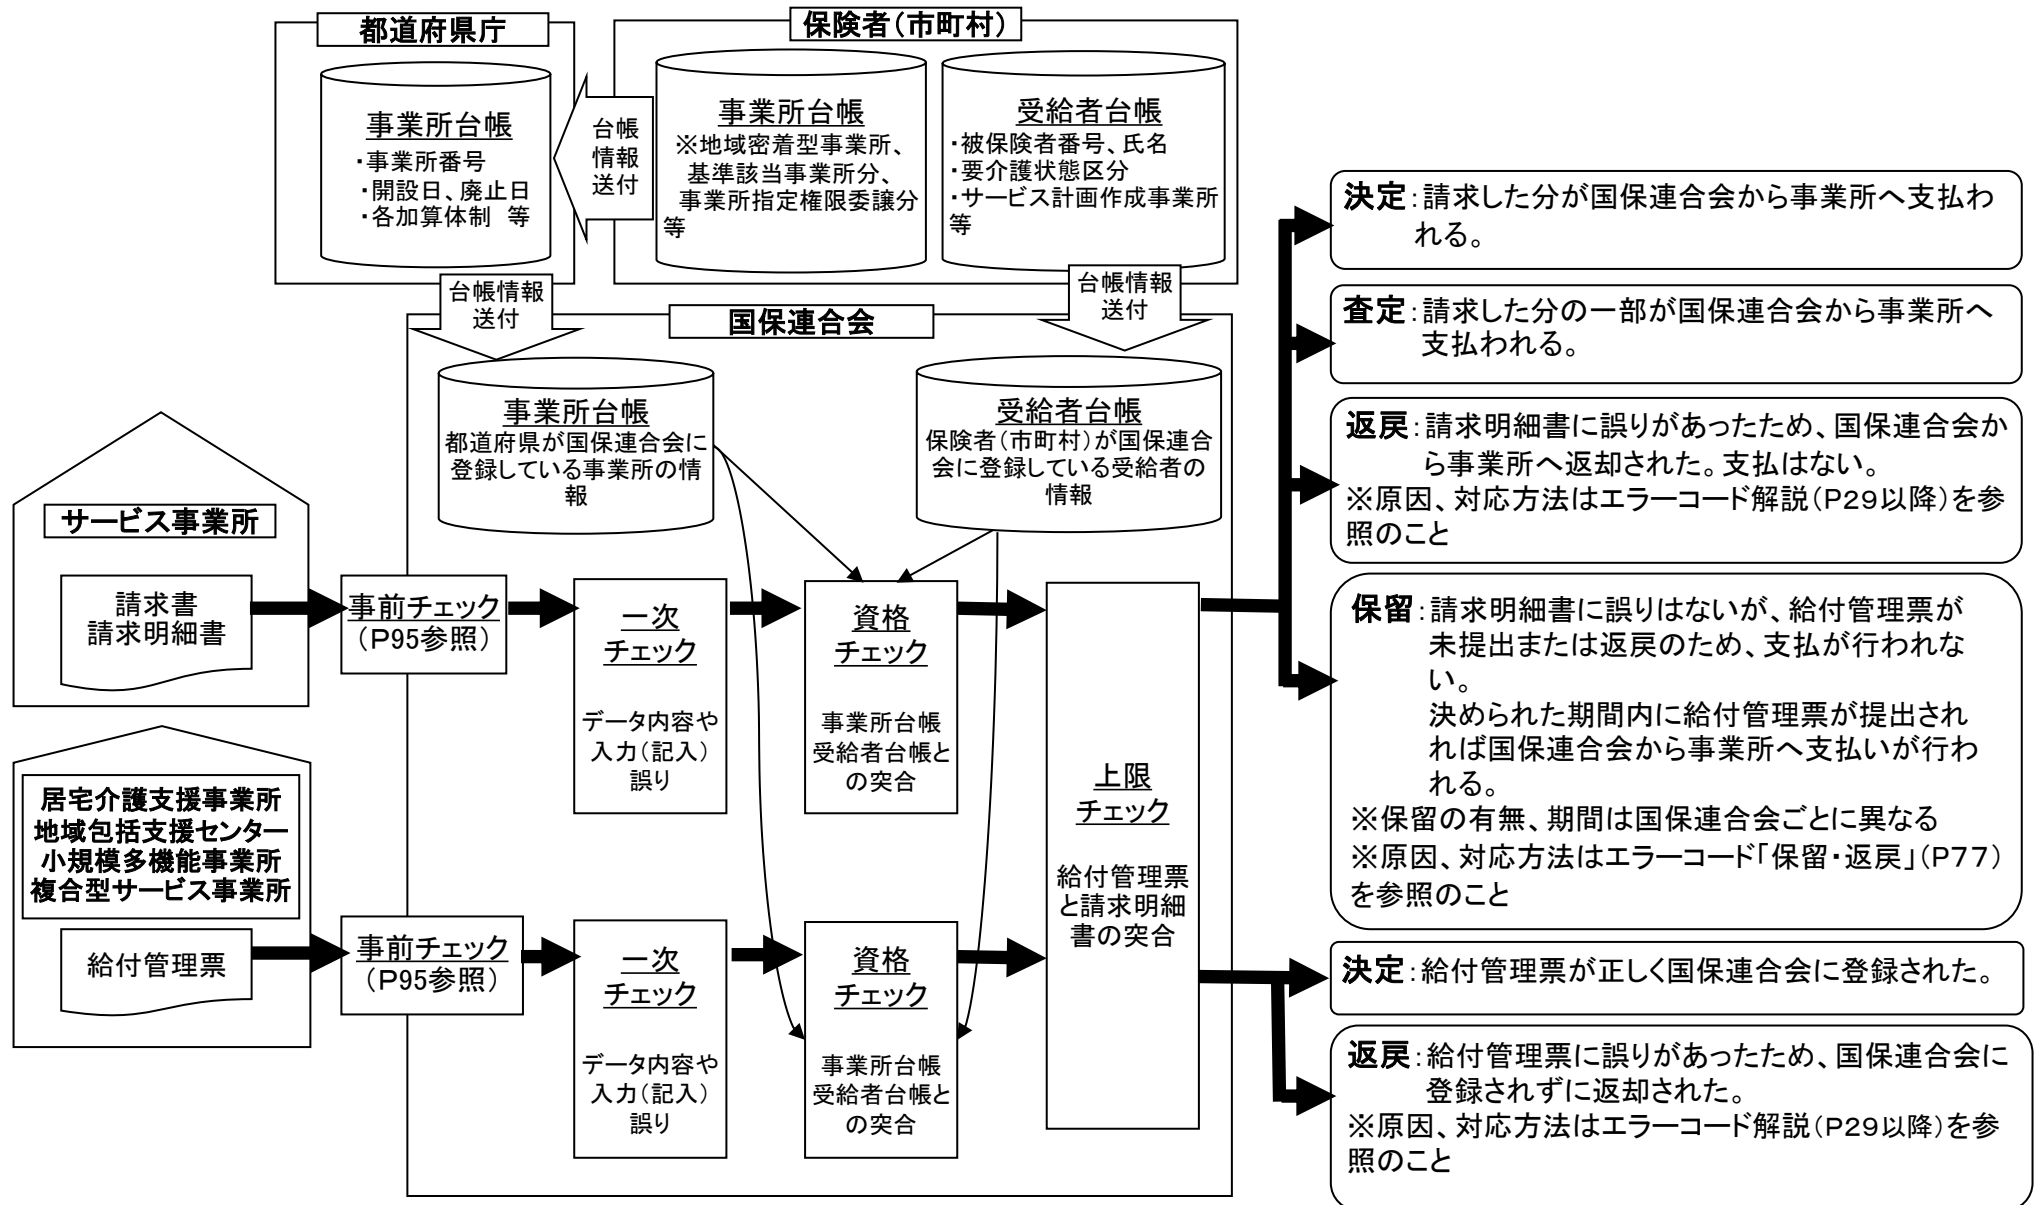 都道府県庁
事業所台帳
・事業所番号
・開設日、廃止日
・各加算体制　等
台帳
情報
送付
保険者（市町村）
事業所台帳
※地域密着型事業所、
基準該当事業所分、
事業所指定権限委譲分
等
受給者台帳
・被保険者番号、氏名
・要介護状態区分
・サービス計画作成事業所
等
台帳情報
送付
台帳情報
送付
国保連合会
事業所台帳
都道府県が国保連合会に
登録している事業所の情
報
受給者台帳
保険者（市町村）が国保連合
会に登録している受給者の
情報
サービス事業所
請求書
請求明細書
事前チェック
（P95参照）
一次
チェック
データ内容や
入力（記入）
誤り
資格
チェック
事業所台帳
受給者台帳と
の突合
居宅介護支援事業所
地域包括支援センター
小規模多機能事業所
複合型サービス事業所
給付管理票
事前チェック
（P95参照）
一次
チェック
データ内容や
入力（記入）
誤り
資格
チェック
事業所台帳
受給者台帳と
の突合
上限
チェック
給付管理票
と請求明細
書の突合
決定：請求した分が国保連合会から事業所へ支払わ
れる。
査定：請求した分の一部が国保連合会から事業所へ
支払われる。
返戻：請求明細書に誤りがあったため、国保連合会か
ら事業所へ返却された。支払はない。
※原因、対応方法はエラーコード解説（P29以降）を参
照のこと
保留：請求明細書に誤りはないが、給付管理票が
未提出または返戻のため、支払が行われな
い。
決められた期間内に給付管理票が提出され
れば国保連合会から事業所へ支払いが行わ
れる。
※保留の有無、期間は国保連合会ごとに異なる
※原因、対応方法はエラーコード「保留・返戻」（P77）
を参照のこと
決定：給付管理票が正しく国保連合会に登録された。
返戻：給付管理票に誤りがあったため、国保連合会に
登録されずに返却された。
※原因、対応方法はエラーコード解説（P29以降）を参
照のこと